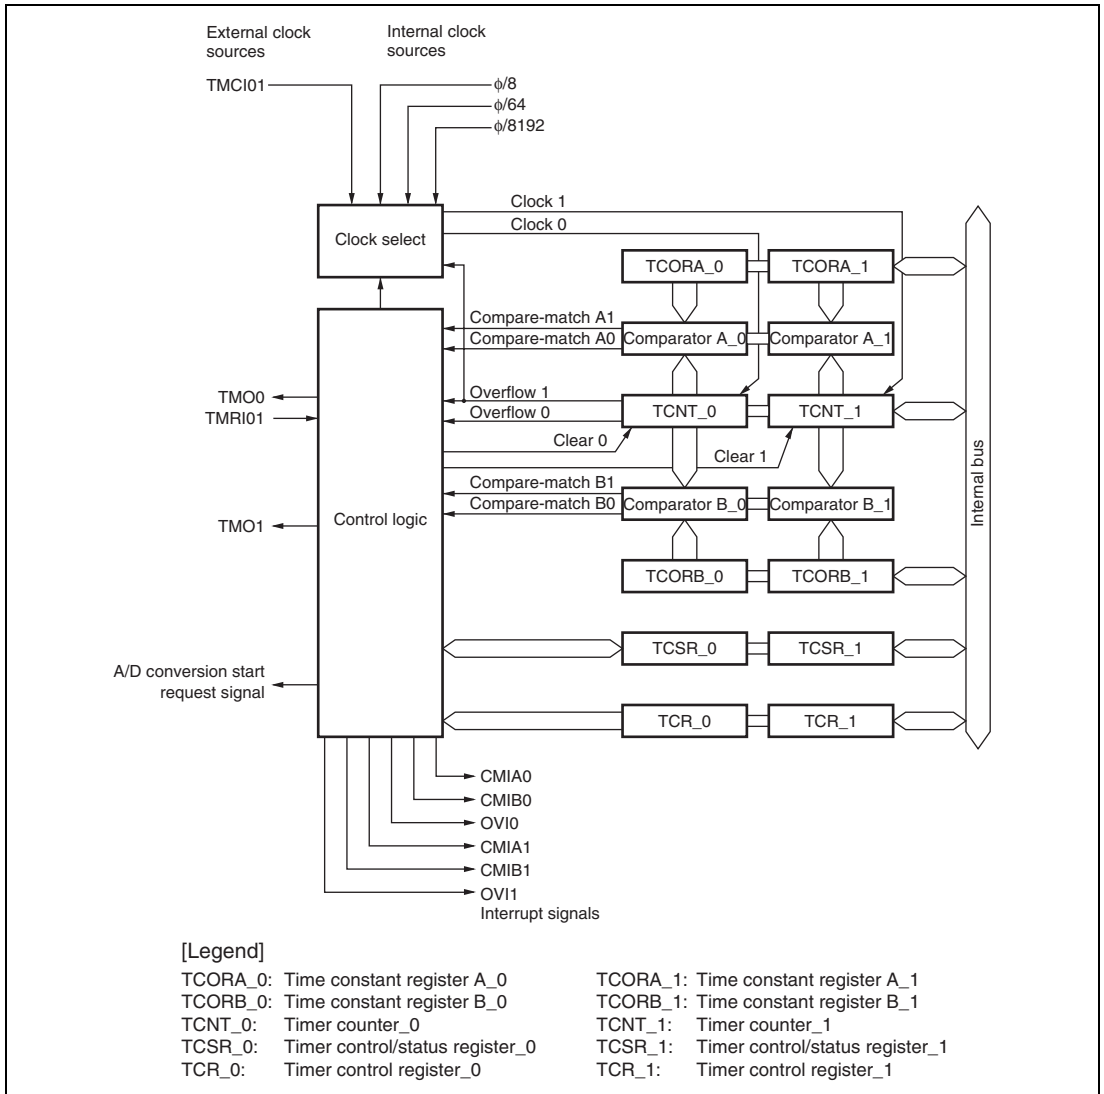 External clock
sources
Internal clock
sources
TMCI01
ϕ/8
ϕ/64
ϕ/8192
Clock 1
Clock 0
Clock select
TCORA_0
TCORA_1
Compare-match A1
Compare-match A0
Comparator A_0
Comparator A_1
TMO0
TMRI01
Overflow 1
Overflow 0
TCNT_0
TCNT_1
Clear 0
Clear 1
Internal bus
Compare-match B1
Compare-match B0
Comparator B_0
Comparator B_1
Control logic
TMO1
TCORB_0
TCORB_1
TCSR_0
TCSR_1
A/D conversion start
request signal
TCR_0
TCR_1
CMIA0
CMIB0
OVI0
CMIA1
CMIB1
OVI1
Interrupt signals
[Legend]
TCORA_0: Time constant register A_0
TCORA_1: Time constant register A_1
TCORB_0: Time constant register B_0
TCORB_1: Time constant register B_1
TCNT_0: Timer counter_0
TCNT_1: Timer counter_1
TCSR_0: Timer control/status register_0
TCSR_1: Timer control/status register_1
TCR_0: Timer control register_0
TCR_1: Timer control register_1